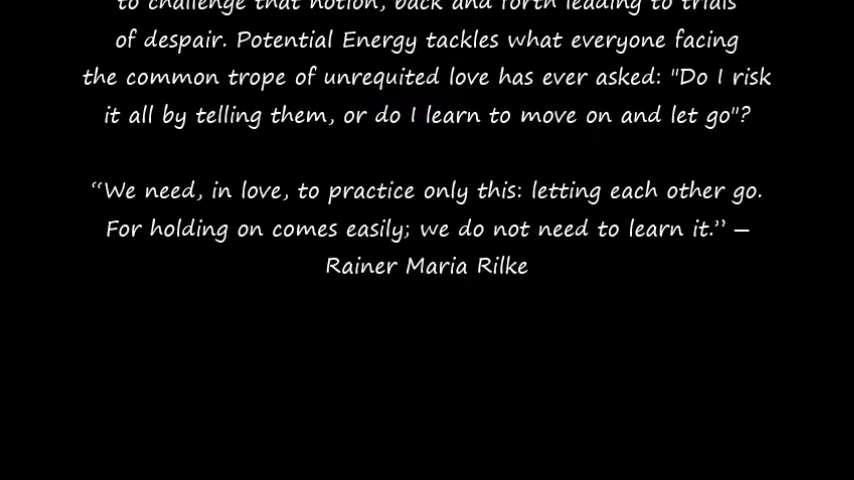 to challenge that notion, back and forth leading to trials
of despair. Potential Energy tackles what everyone facing
the common trope of unrequited love has ever asked: "Do I risk
it all by telling them, or do I learn to move on and let go"?
“We need, in love, to practice only this: letting each other go.
For holding on comes easily; we do not need to learn it.” –
Rainer Maria Rilke